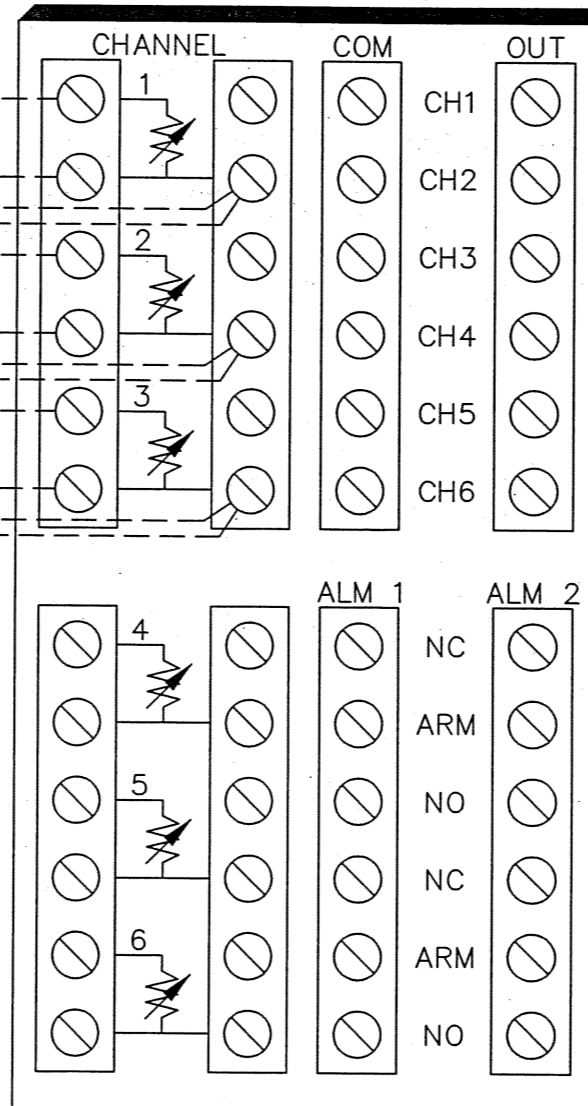 CHANNEL COM OUT
1 CH1
CH2
2 CH3
CH4
3 CH5
CH6
ALM 1 ALM 2
4 NC
ARM
5 NO
NC
6 ARM
NO